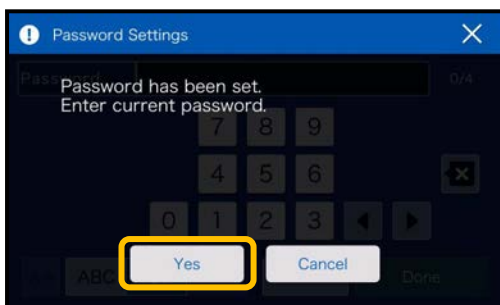 Password Settings
Password 0/4
Password has been set.
Enter current password.
7 8 9
4 5 6
0 1 2 3
Yes Cancel
ABC Done